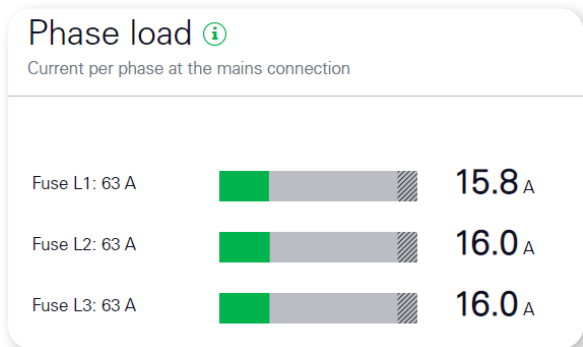 Phase load
Current per phase at the mains connection
Fuse L1: 63 A 15.8 A
Fuse L2: 63 A 16.0 A
Fuse L3: 63 A 16.0 A